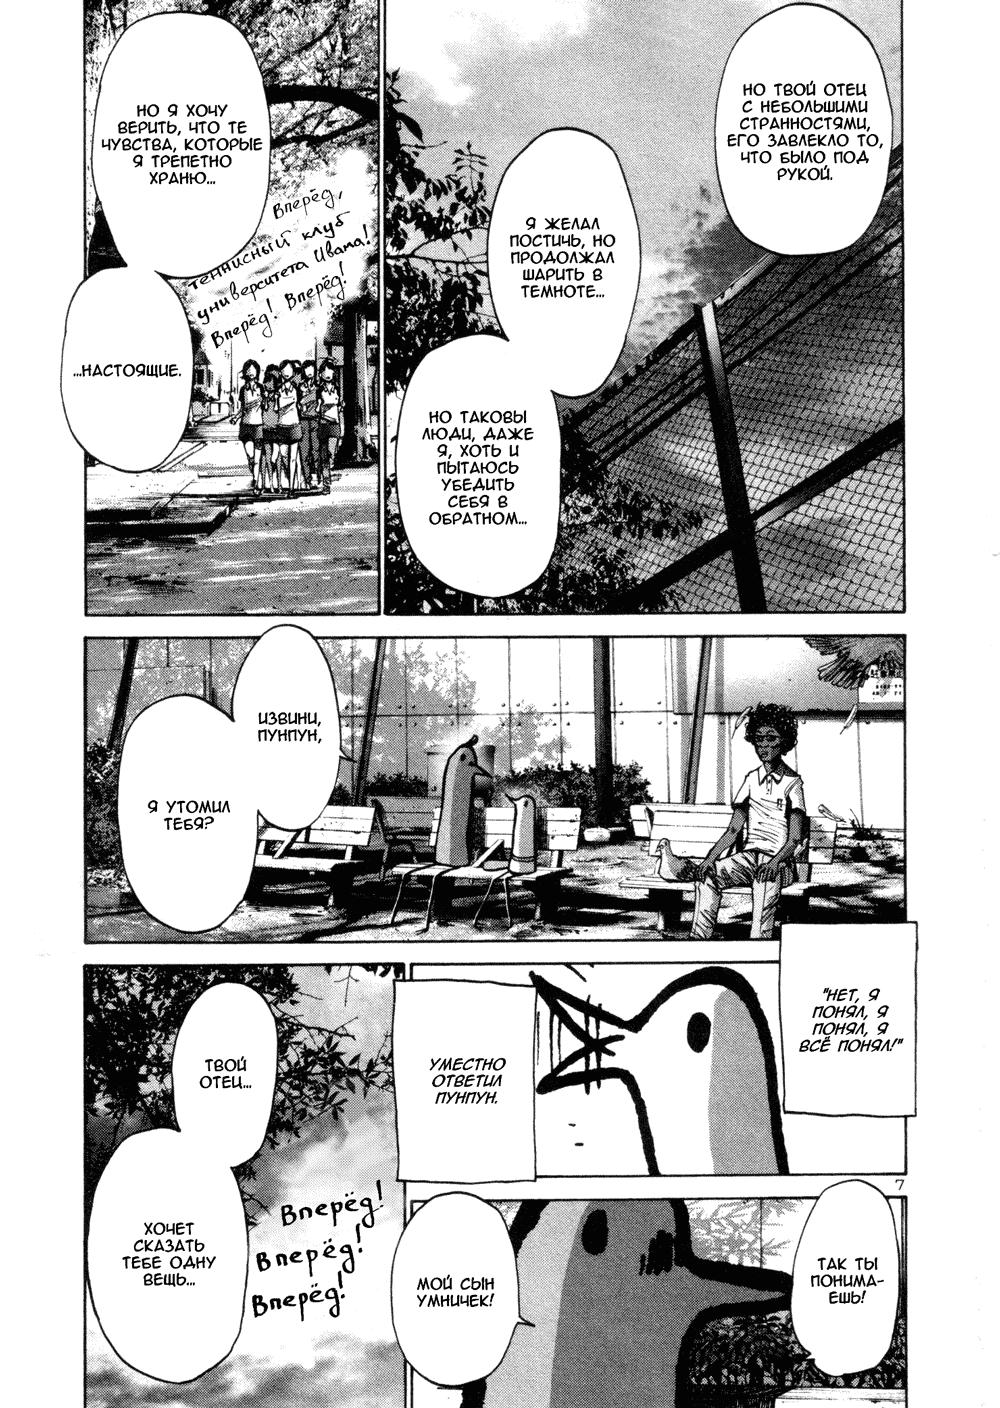 НО ТВОЙ ОТЕЦ
С НЕБОЛЬШИМИ
СТРАННОСТЯМИ,
ЕГО ЗАВЛЕКЛО ТО,
ЧТО БЫЛО ПОД
РУКОЙ.
Я ЖЕЛАЛ
ПОСТИЧЬ, НО
ПРОДОЛЖАЛ
ШАРИТЬ В
ТЕМНОТЕ...
НО ТАКОВЫ
ЛЮДИ, ДАЖЕ
Я, ХОТЬ И
ПЫТАЮСЬ
УБЕДИТЬ
СЕБЯ В
ОБРАТНОМ...
НО Я ХОЧУ
ВЕРИТЬ, ЧТО ТЕ
ЧУВСТВА, КОТОРЫЕ
Я ТРЕПЕТНО
ХРАНЮ...
Вперёд,
теннисный клуб
университета Ивама!
Вперёд! Вперёд!
...НАСТОЯЩИЕ.
ИЗВИНИ,
ПУНПУН,
Я УТОМИЛ
ТЕБЯ?
"НЕТ, Я
ПОНЯЛ, Я
ПОНЯЛ, Я
ВСЁ ПОНЯЛ!"
УМЕСТНО
ОТВЕТИЛ
ПУНПУН.
7
ТАК ТЫ
ПОНИМА-
ЕШЬ!
МОЙ СЫН
УМНИЧЕК!
ТВОЙ
ОТЕЦ...
ХОЧЕТ
СКАЗАТЬ
ТЕБЕ ОДНУ
ВЕЩЬ...
Вперёд!
Вперёд!
Вперёд!